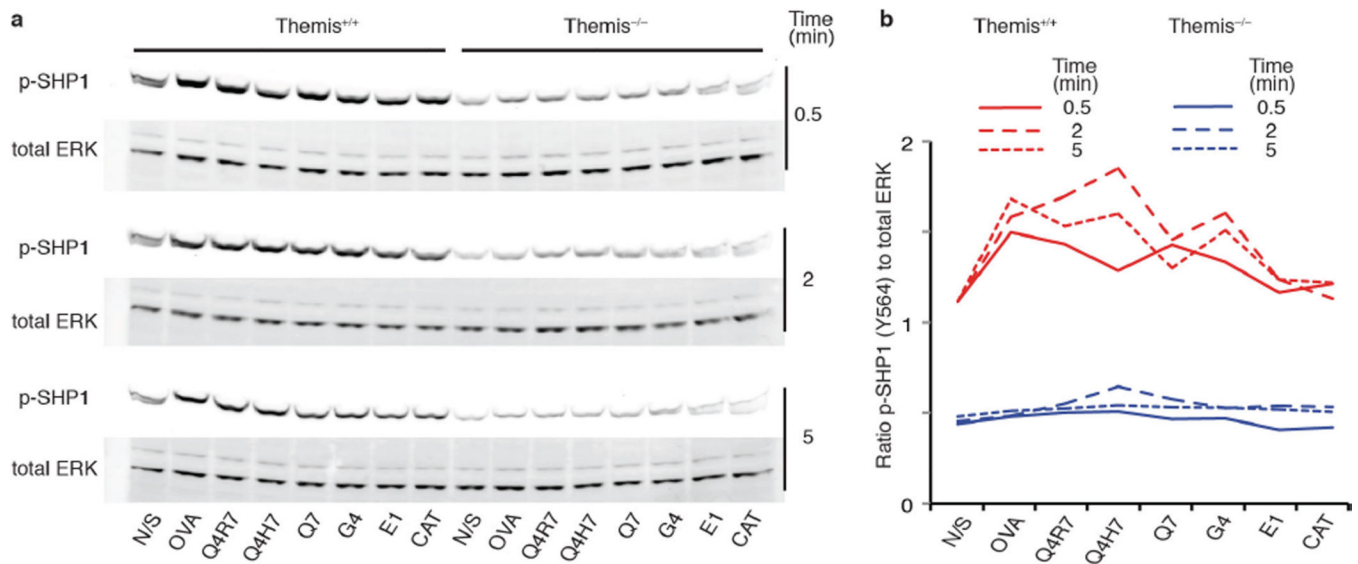 a
Themis+/+
Themis−/−
Time
(min)
p-SHP1
total ERK
0.5
p-SHP1
total ERK
2
p-SHP1
total ERK
5
N/S OVA Q4R7 Q4H7 Q7 G4 E1 CAT N/S OVA Q4R7 Q4H7 Q7 G4 E1 CAT
b
Themis+/+ Themis−/−
Time
(min)
0.5
2
5
Time
(min)
0.5
2
5
Ratio p-SHP1 (Y564) to total ERK
2
1
0
N/S OVA Q4R7 Q4H7 Q7 G4 E1 CAT